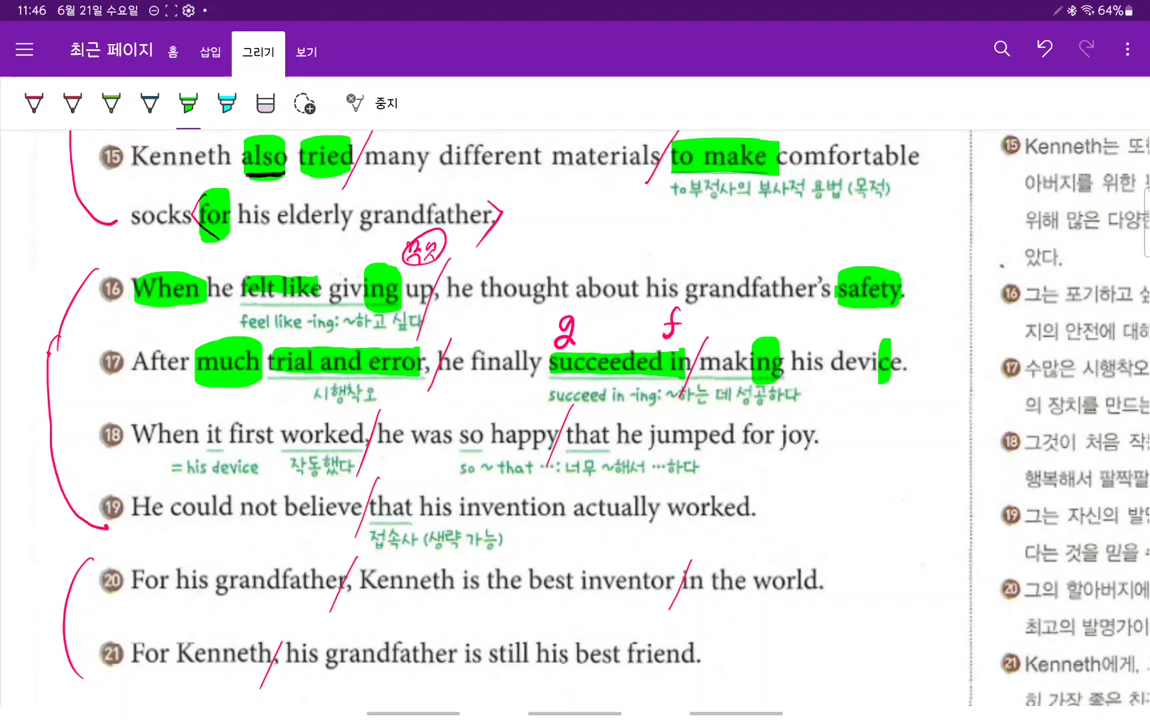 11:46 6월 21일 수요일 64%
최근 페이지 홈 삽입 그리기 보기
중지
15 Kenneth also tried many different materials to make comfortable
to부정사의 부사적 용법 (목적)
socks for his elderly grandfather.
16 When he felt like giving up, he thought about his grandfather's safety.
feel like -ing: ~하고 싶다
g f
17 After much trial and error, he finally succeeded in making his device.
시행착오 succeed in -ing: ~하는 데 성공하다
18 When it first worked, he was so happy that he jumped for joy.
= his device 작동했다 so ~ that …: 너무 ~해서 …하다
19 He could not believe that his invention actually worked.
접속사 (생략 가능)
20 For his grandfather, Kenneth is the best inventor in the world.
21 For Kenneth, his grandfather is still his best friend.
15 Kenneth는 또
아버지를 위한
위해 많은 다양
았다.
16 그는 포기하고 싶
지의 안전에 대해
17 수많은 시행착오
의 장치를 만드는
18 그것이 처음 작
행복해서 팔짝팔
19 그는 자신의 발명
다는 것을 믿을
20 그의 할아버지에
최고의 발명가이
21 Kenneth에게,
히 가장 좋은 친